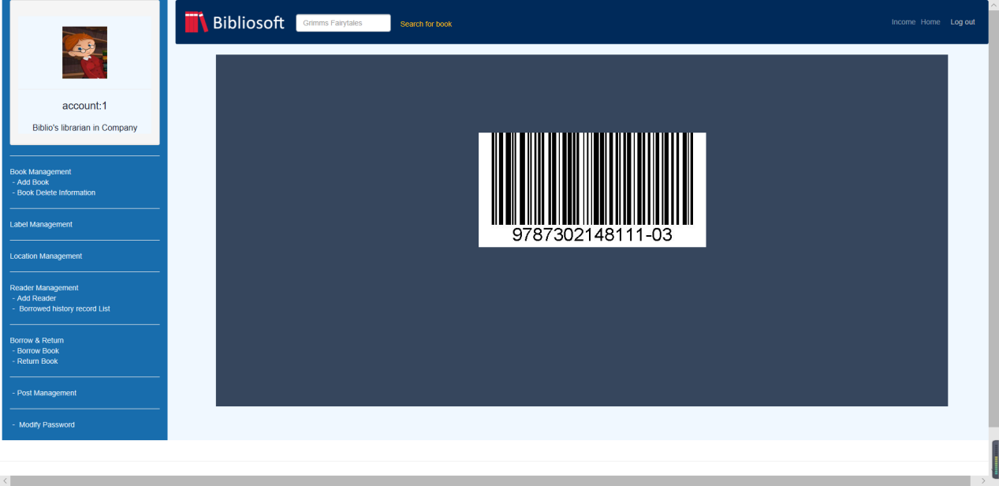 account:1
Biblio's librarian in Company
Book Management
- Add Book
- Book Delete Information
Label Management
Location Management
Reader Management
- Add Reader
- Borrowed history record List
Borrow & Return
- Borrow Book
- Return Book
- Post Management
- Modify Password
Bibliosoft
Grimms Fairytales
Search for book
Income Home Log out
9787302148111-03